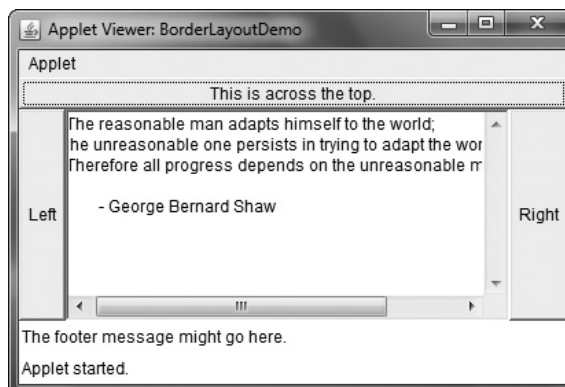 Applet Viewer: BorderLayoutDemo
Applet
This is across the top.
Left
The reasonable man adapts himself to the world;
he unreasonable one persists in trying to adapt the wor
Therefore all progress depends on the unreasonable m
- George Bernard Shaw
Right
The footer message might go here.
Applet started.